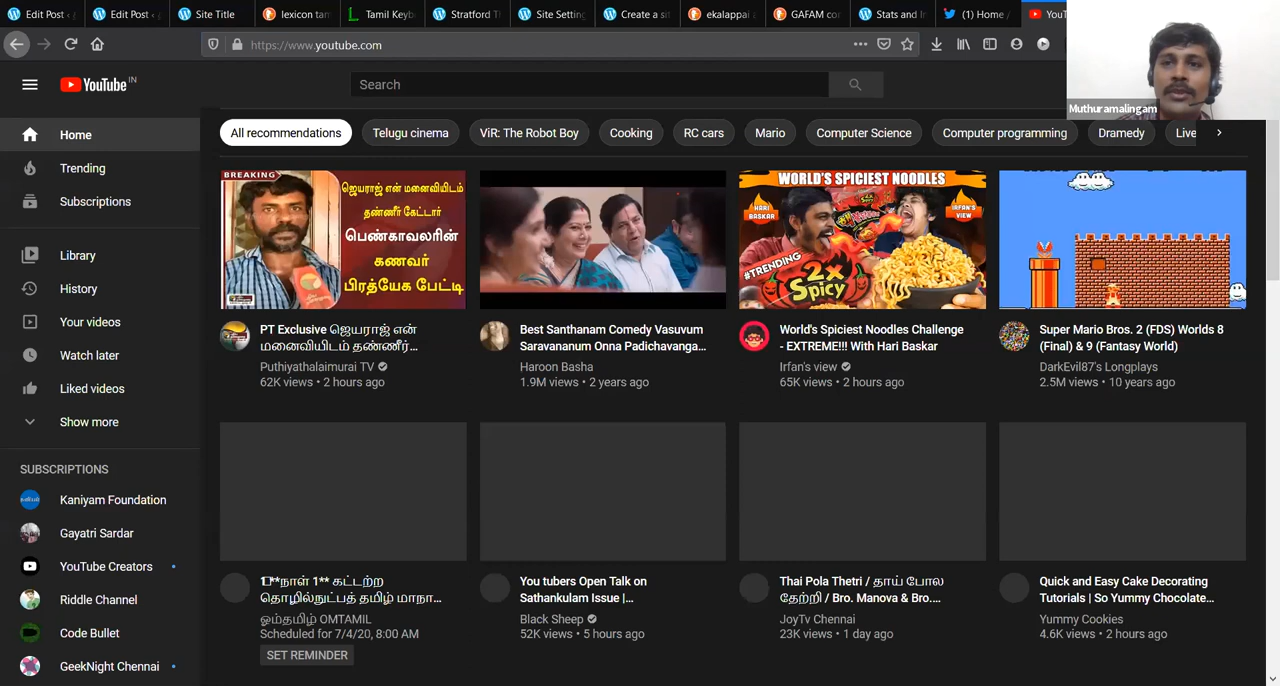 Edit Post
Edit Post
Site Title
lexicon tam
Tamil Keyb
Stratford T
Site Setting
Create a sit
ekalappai
GAFAM co
Stats and In
(1) Home /
YouT
https://www.youtube.com
Muthuramalingam
YouTube IN
Search
Home
Trending
Subscriptions
Library
History
Your videos
Watch later
Liked videos
Show more
SUBSCRIPTIONS
Kaniyam Foundation
Gayatri Sardar
YouTube Creators
Riddle Channel
Code Bullet
GeekNight Chennai
All recommendations
Telugu cinema
ViR: The Robot Boy
Cooking
RC cars
Mario
Computer Science
Computer programming
Dramedy
Live
BREAKING
ஜெயராஜ் என் மனைவியிடம்
தண்ணீர் கேட்டார்
பெண்காவலரின்
கணவர்
பிரத்யேக பேட்டி
WORLD'S SPICIEST NOODLES
HARI
BASKAR
IRFAN'S
VIEW
#TRENDING
2X
SPICY
PT Exclusive ஜெயராஜ் என்
மனைவியிடம் தண்ணீர்...
Puthiyathalaimurai TV
62K views • 2 hours ago
Best Santhanam Comedy Vasuvum
Saravananum Onna Padichavanga...
Haroon Basha
1.9M views • 2 years ago
World's Spiciest Noodles Challenge
- EXTREME!!! With Hari Baskar
Irfan's view
65K views • 2 hours ago
Super Mario Bros. 2 (FDS) Worlds 8
(Final) & 9 (Fantasy World)
DarkEvil87's Longplays
2.5M views • 10 years ago
நாள் 1** கட்டற்ற
தொழில்நுட்பத் தமிழ் மாநா...
ஓம்தமிழ் OMTAMIL
Scheduled for 7/4/20, 8:00 AM
SET REMINDER
You tubers Open Talk on
Sathankulam Issue |...
Black Sheep
52K views • 5 hours ago
Thai Pola Thetri / தாய் போல
தேற்றி / Bro. Manova & Bro....
JoyTv Chennai
23K views • 1 day ago
Quick and Easy Cake Decorating
Tutorials | So Yummy Chocolate...
Yummy Cookies
4.6K views • 2 hours ago